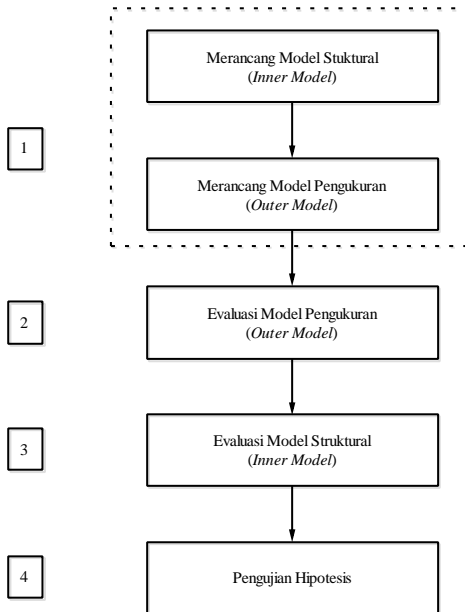 Merancang Model Stuktural
(Inner Model)
1
Merancang Model Pengukuran
(Outer Model)
2
Evaluasi Model Pengukuran
(Outer Model)
3
Evaluasi Model Struktural
(Inner Model)
4
Pengujian Hipotesis